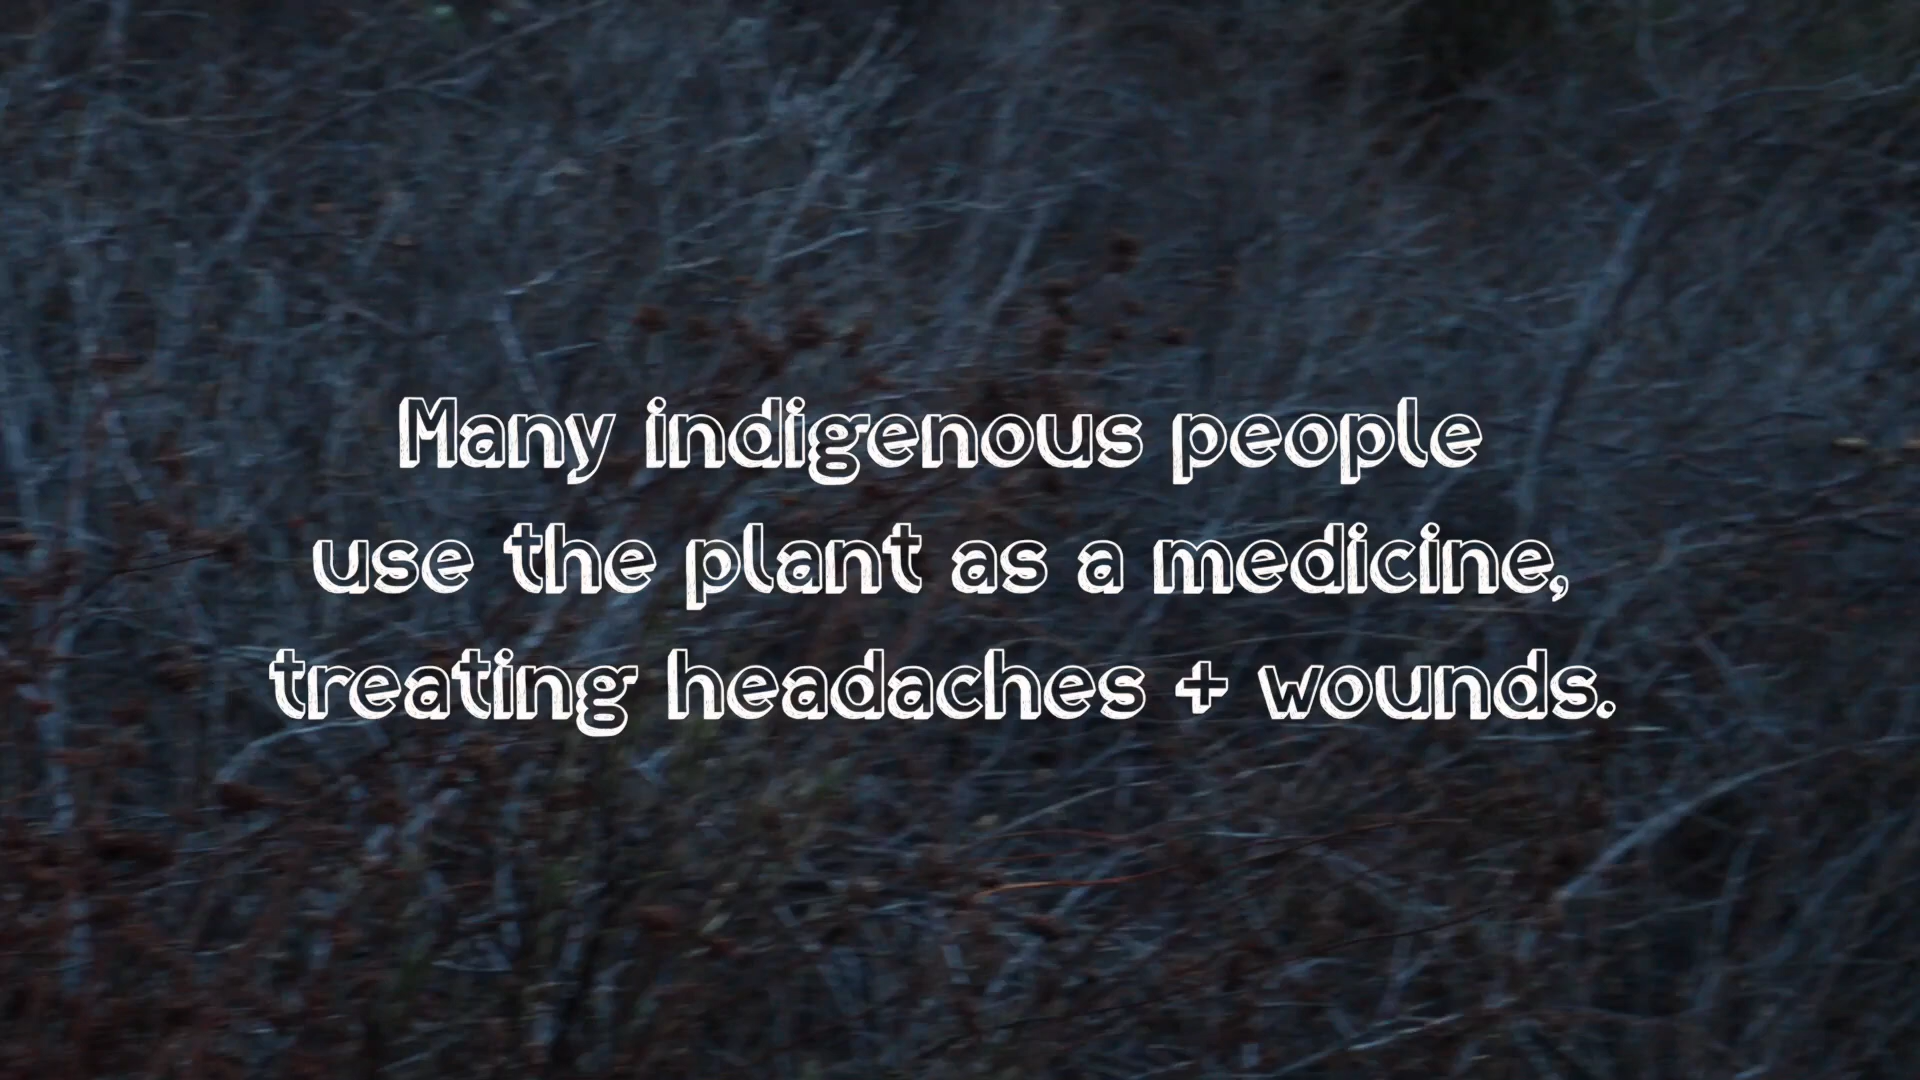 Many indigenous people
use the plant as a medicine,
treating headaches + wounds.